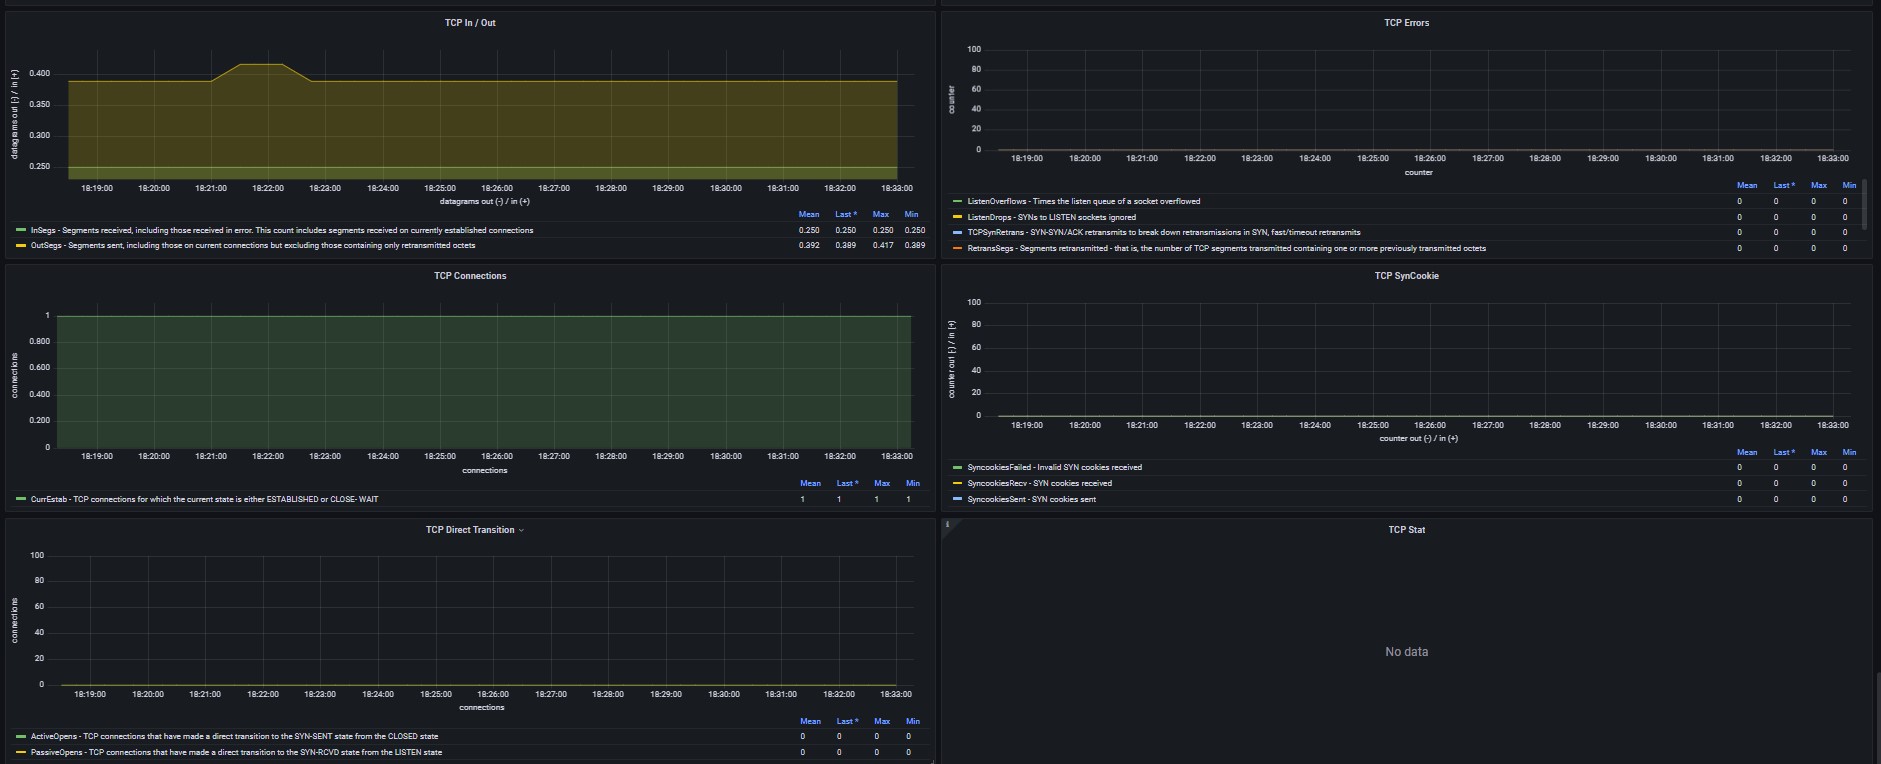 TCP In / Out
datagrams out (-) / in (+)
0.400
0.350
0.300
0.250
18:19:00 18:20:00 18:21:00 18:22:00 18:23:00 18:24:00 18:25:00 18:26:00 18:27:00 18:28:00 18:29:00 18:30:00 18:31:00 18:32:00 18:33:00
datagrams out (-) / in (+)
Mean Last * Max Min
InSegs - Segments received, including those received in error. This count includes segments received on currently established connections 0.250 0.250 0.250 0.250
OutSegs - Segments sent, including those on current connections but excluding those containing only retransmitted octets 0.392 0.389 0.417 0.389
TCP Errors
counter
100
80
60
40
20
0
18:19:00 18:20:00 18:21:00 18:22:00 18:23:00 18:24:00 18:25:00 18:26:00 18:27:00 18:28:00 18:29:00 18:30:00 18:31:00 18:32:00 18:33:00
counter
Mean Last * Max Min
ListenOverflows - Times the listen queue of a socket overflowed 0 0 0 0
ListenDrops - SYNs to LISTEN sockets ignored 0 0 0 0
TCPSynRetrans - SYN-SYN/ACK retransmits to break down retransmissions in SYN, fast/timeout retransmits 0 0 0 0
RetransSegs - Segments retransmitted - that is, the number of TCP segments transmitted containing one or more previously transmitted octets 0 0 0 0
TCP Connections
connections
1
0.800
0.600
0.400
0.200
0
18:19:00 18:20:00 18:21:00 18:22:00 18:23:00 18:24:00 18:25:00 18:26:00 18:27:00 18:28:00 18:29:00 18:30:00 18:31:00 18:32:00 18:33:00
connections
Mean Last * Max Min
CurrEstab - TCP connections for which the current state is either ESTABLISHED or CLOSE- WAIT 1 1 1 1
TCP SynCookie
counter out (-) / in (+)
100
80
60
40
20
0
18:19:00 18:20:00 18:21:00 18:22:00 18:23:00 18:24:00 18:25:00 18:26:00 18:27:00 18:28:00 18:29:00 18:30:00 18:31:00 18:32:00 18:33:00
counter out (-) / in (+)
Mean Last * Max Min
SyncookiesFailed - Invalid SYN cookies received 0 0 0 0
SyncookiesRecv - SYN cookies received 0 0 0 0
SyncookiesSent - SYN cookies sent 0 0 0 0
TCP Direct Transition
connections
100
80
60
40
20
0
18:19:00 18:20:00 18:21:00 18:22:00 18:23:00 18:24:00 18:25:00 18:26:00 18:27:00 18:28:00 18:29:00 18:30:00 18:31:00 18:32:00 18:33:00
connections
Mean Last * Max Min
ActiveOpens - TCP connections that have made a direct transition to the SYN-SENT state from the CLOSED state 0 0 0 0
PassiveOpens - TCP connections that have made a direct transition to the SYN-RCVD state from the LISTEN state 0 0 0 0
i
TCP Stat
No data